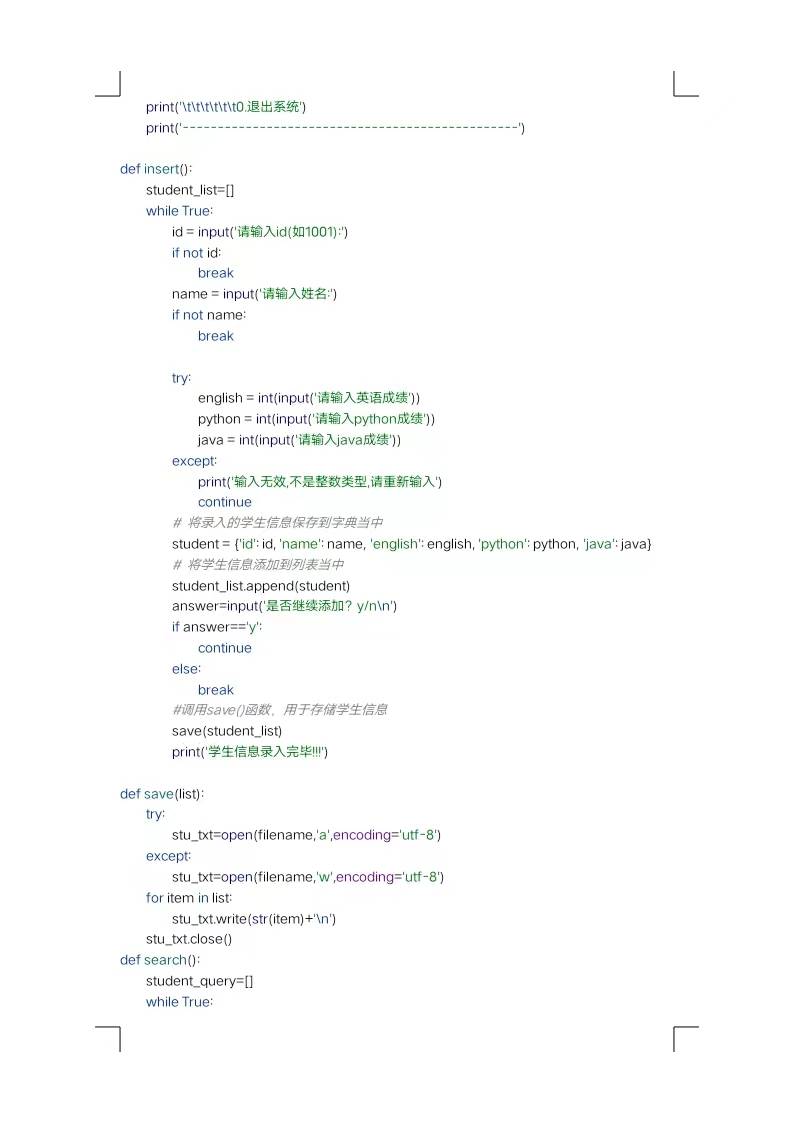 print('\t\t\t\t\t\t0.退出系统')
print('------------------------------------------------')
def insert():
student_list=[]
while True:
id = input('请输入id(如1001):')
if not id:
break
name = input('请输入姓名:')
if not name:
break
try:
english = int(input('请输入英语成绩'))
python = int(input('请输入python成绩'))
java = int(input('请输入java成绩'))
except:
print('输入无效,不是整数类型,请重新输入')
continue
# 将录入的学生信息保存到字典当中
student = {'id': id, 'name': name, 'english': english, 'python': python, 'java': java}
# 将学生信息添加到列表当中
student_list.append(student)
answer=input('是否继续添加? y/n\n')
if answer=='y':
continue
else:
break
#调用save()函数，用于存储学生信息
save(student_list)
print('学生信息录入完毕!!!')
def save(list):
try:
stu_txt=open(filename,'a',encoding='utf-8')
except:
stu_txt=open(filename,'w',encoding='utf-8')
for item in list:
stu_txt.write(str(item)+'\n')
stu_txt.close()
def search():
student_query=[]
while True: